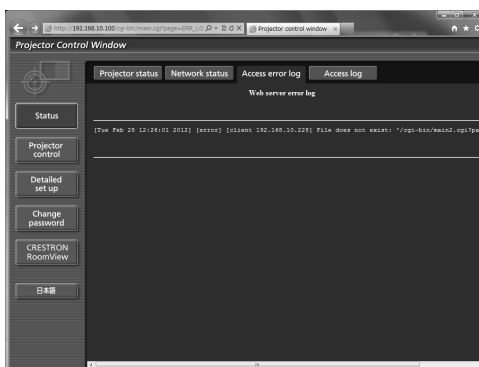 http://192.168.10.100/cgi-bin/main.cgi?page=ERR_LO
Projector control window
Projector Control Window
Projector status Network status Access error log Access log
Web server error log
Status
[Tue Feb 28 12:26:01 2012] [error] [client 192.168.10.228] File does not exist: '/cgi-bin/main2.cgi?pa
Projector
control
Detailed
set up
Change
password
CRESTRON
RoomView
日本語